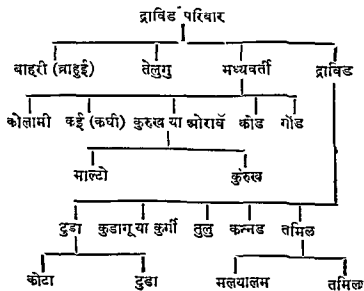 द्राविड परिवार
बाहरी (ब्राहुई) तेलुगु मध्यवर्ती द्राविड
कोलामी कई (कधी) कुरुख या ओरावॅ कोड गोंड
माल्टो कुंरुख
टुडा कुडागू या कुर्गी तुलु कन्नड तमिल
कोटा टुडा मलयालम तमिल